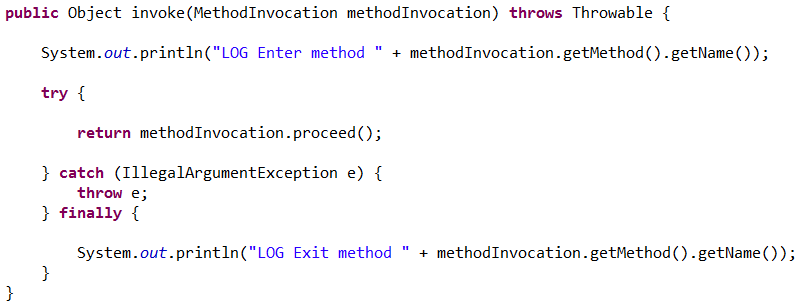 public Object invoke(MethodInvocation methodInvocation) throws Throwable {
System.out.println("LOG Enter method " + methodInvocation.getMethod().getName());
try {
return methodInvocation.proceed();
} catch (IllegalArgumentException e) {
throw e;
} finally {
System.out.println("LOG Exit method " + methodInvocation.getMethod().getName());
}
}